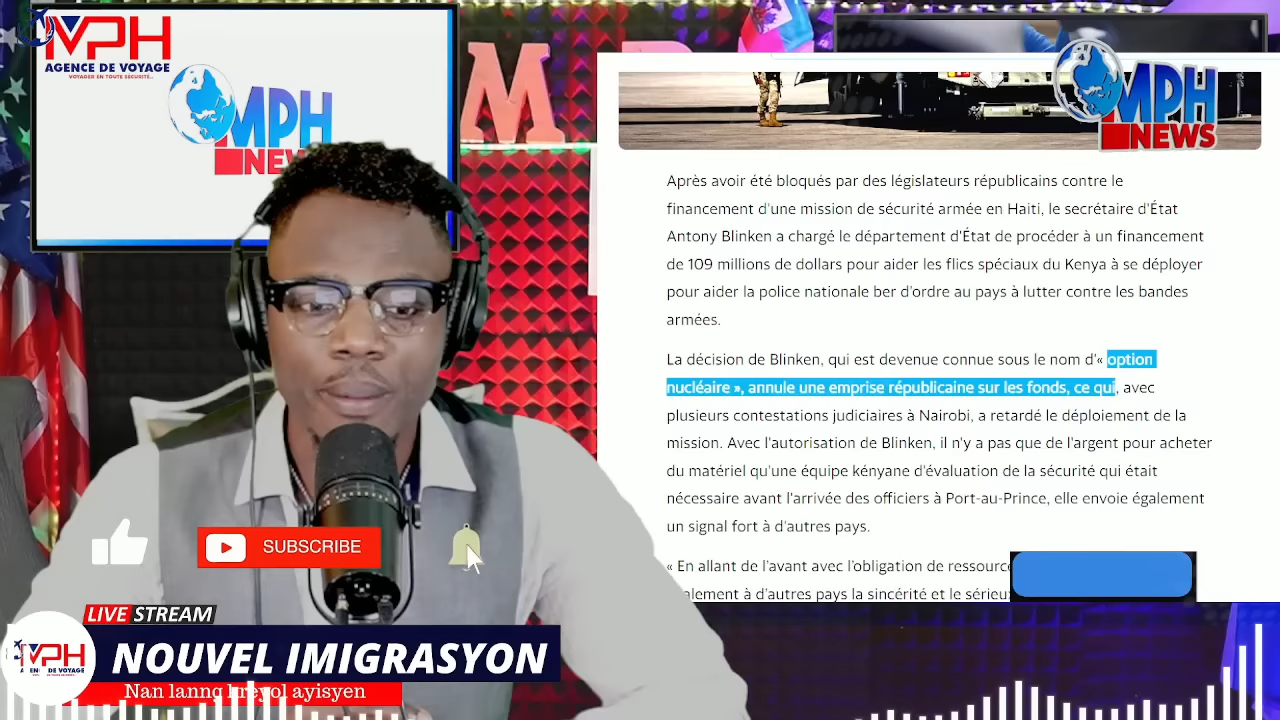 MPH
AGENCE DE VOYAGE
VOYAGER EN TOUTE SECURITE..
MPH
NEWS
M
MPH
NEWS
Après avoir été bloqués par des législateurs républicains contre le
financement d'une mission de sécurité armée en Haiti, le secrétaire d'État
Antony Blinken a chargé le département d'État de procéder à un financement
de 109 millions de dollars pour aider les flics spéciaux du Kenya à se déployer
pour aider la police nationale ber d'ordre au pays à lutter contre les bandes
armées.
La décision de Blinken, qui est devenue connue sous le nom d'« option
nucléaire », annule une emprise républicaine sur les fonds, ce qui, avec
plusieurs contestations judiciaires à Nairobi, a retardé le déploiement de la
mission. Avec l'autorisation de Blinken, il n'y a pas que de l'argent pour acheter
du matériel qu'une équipe kényane d'évaluation de la sécurité qui était
nécessaire avant l'arrivée des officiers à Port-au-Prince, elle envoie également
un signal fort à d'autres pays.
« En allant de l'avant avec l'obligation de
à d'autres pays la sincérité et le
SUBSCRIBE
LIVE STREAM
MPH
DE VOYAGE
NOUVEL IMIGRASYON
Nan lanng kreyol ayisyen